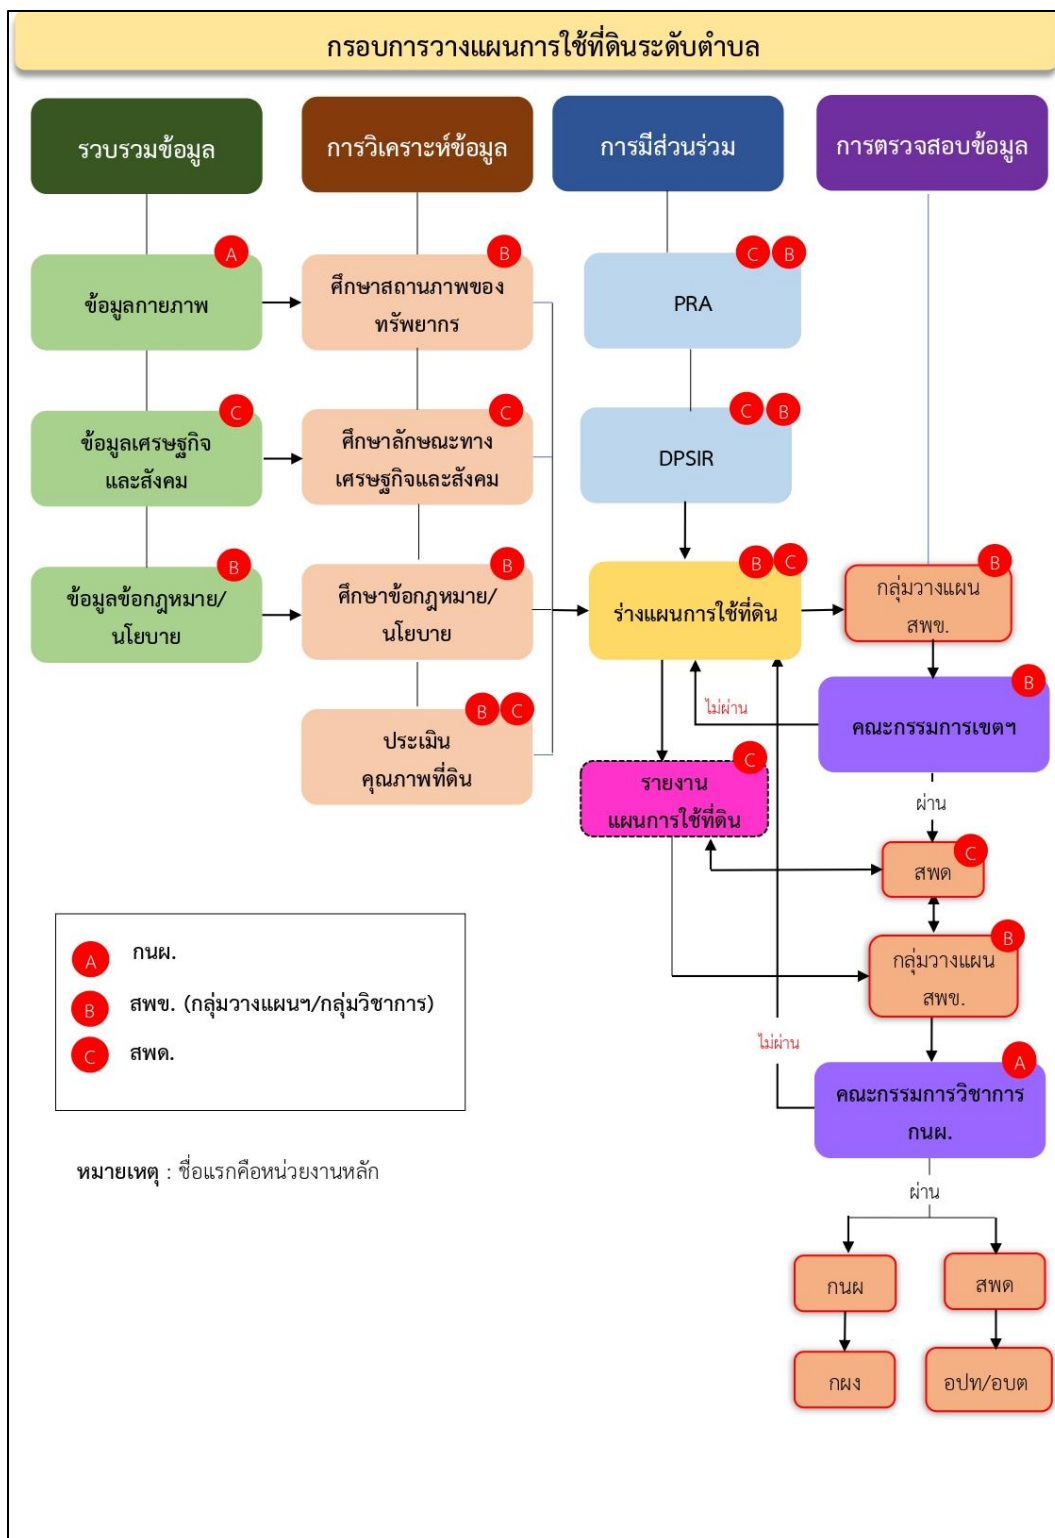 กรอบการวางแผนการใช้ที่ดินระดับตำบล
รวบรวมข้อมูล
การวิเคราะห์ข้อมูล
การมีส่วนร่วม
การตรวจสอบข้อมูล
A
ข้อมูลกายภาพ
B
ศึกษาสถานภาพของ
ทรัพยากร
C B
PRA
C
ข้อมูลเศรษฐกิจ
และสังคม
C
ศึกษาลักษณะทาง
เศรษฐกิจและสังคม
C B
DPSIR
B
ข้อมูลข้อกฎหมาย/
นโยบาย
B
ศึกษาข้อกฎหมาย/
นโยบาย
B C
ร่างแผนการใช้ที่ดิน
B
กลุ่มวางแผน
สพข.
B C
ประเมิน
คุณภาพที่ดิน
ไม่ผ่าน
B
คณะกรรมการเขตฯ
C
รายงาน
แผนการใช้ที่ดิน
ผ่าน
C
สพด
B
กลุ่มวางแผน
สพข.
A กนผ.
B สพข. (กลุ่มวางแผนฯ/กลุ่มวิชาการ)
C สพด.
ไม่ผ่าน
A
คณะกรรมการวิชาการ
กนผ.
หมายเหตุ : ชื่อแรกคือหน่วยงานหลัก
ผ่าน
กนผ
สพด
กผง
อปท/อบต